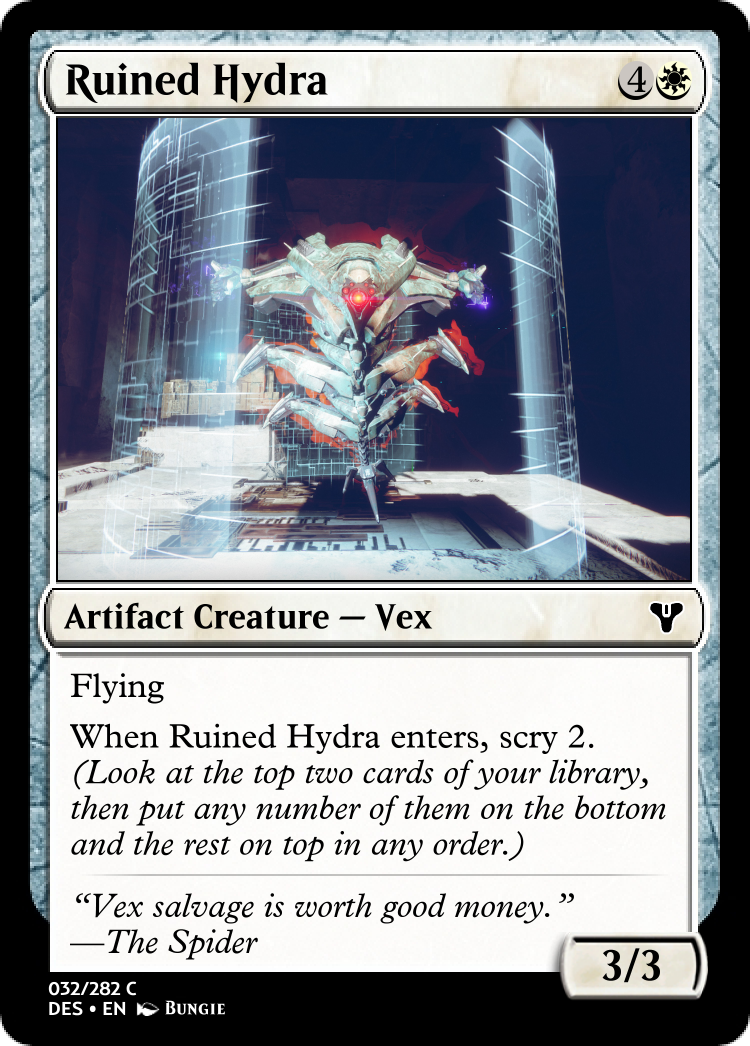 Ruined Hydra 4
Artifact Creature — Vex
Flying
When Ruined Hydra enters, scry 2.
(Look at the top two cards of your library,
then put any number of them on the bottom
and the rest on top in any order.)
“Vex salvage is worth good money.”
—The Spider
3/3
032/282 C
DES • EN Bungie